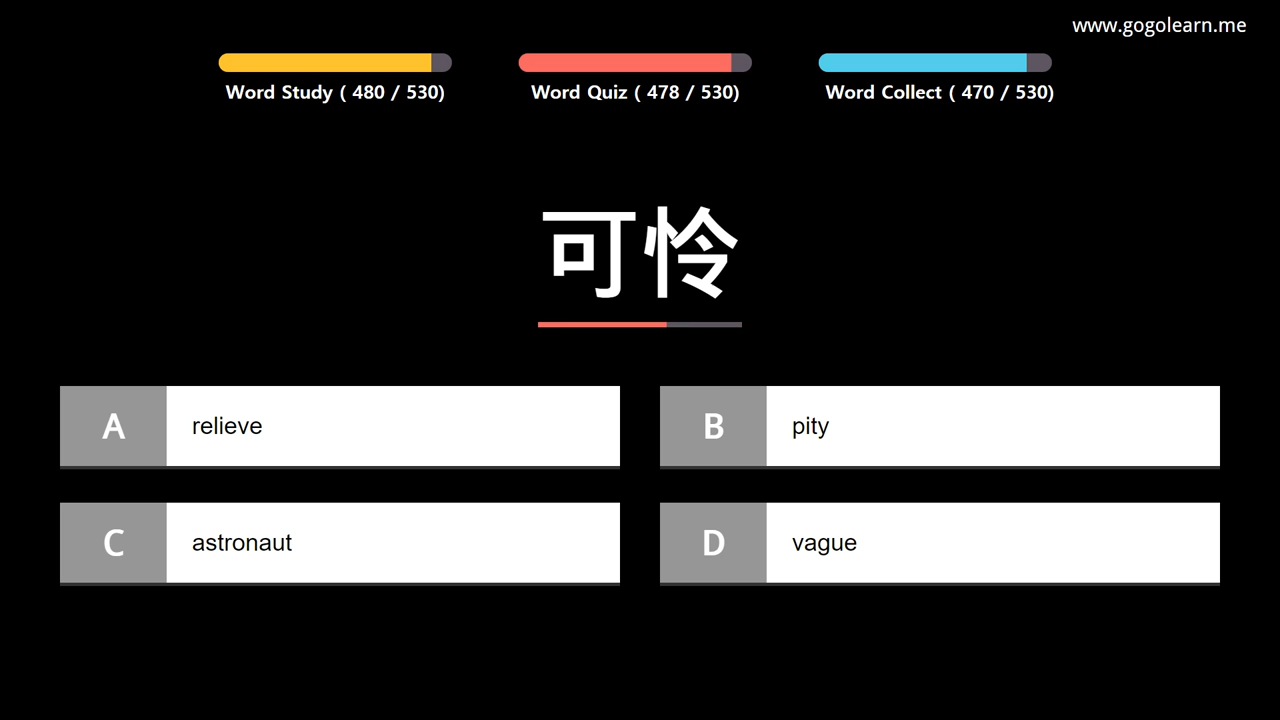 www.gogolearn.me
Word Study ( 480 / 530)
Word Quiz ( 478 / 530)
Word Collect ( 470 / 530)
可怜
A relieve
B pity
C astronaut
D vague